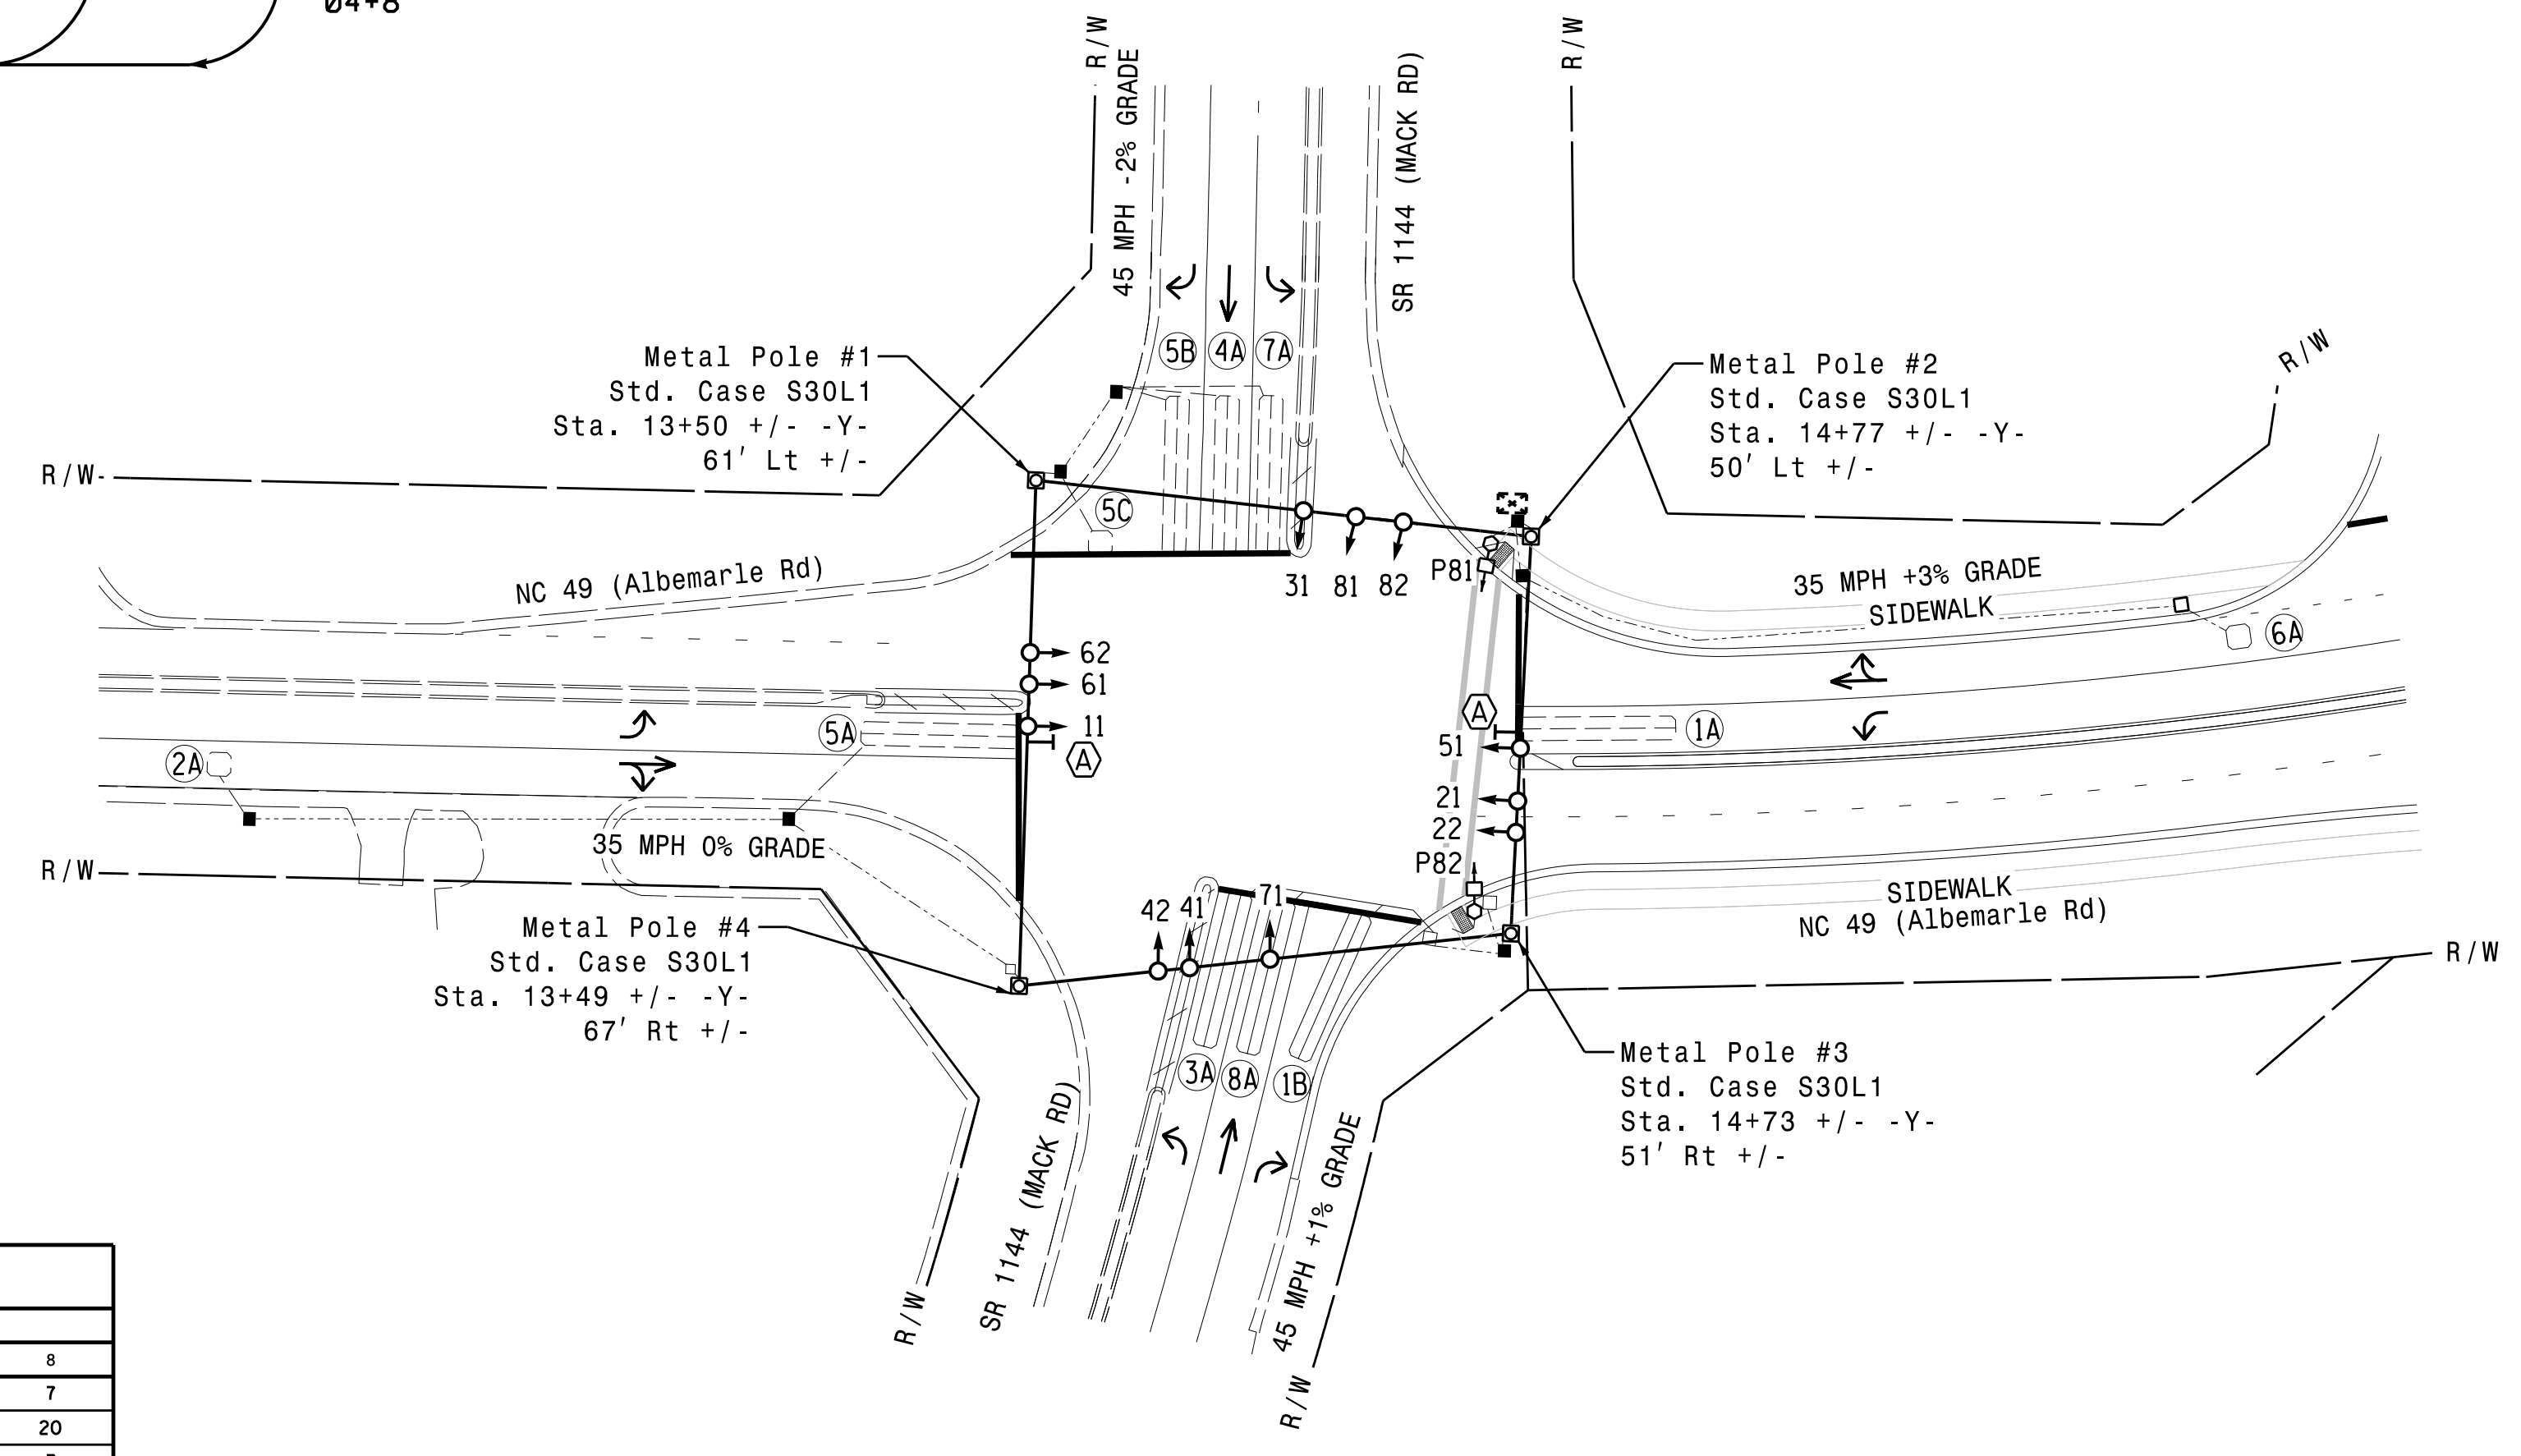 Ø4+8
R/W
45 MPH -2% GRADE
SR 1144 (MACK RD)
R/W
R/W
5B
4A
7A
Metal Pole #1
Std. Case S30L1
Sta. 13+50 +/- -Y-
61' Lt +/-
Metal Pole #2
Std. Case S30L1
Sta. 14+77 +/- -Y-
50' Lt +/-
R/W
5C
NC 49 (Albemarle Rd)
31
81
82
P81
35 MPH +3% GRADE
SIDEWALK
6A
62
61
11
A
5A
2A
A
51
1A
21
22
P82
35 MPH 0% GRADE
R/W
SIDEWALK
NC 49 (Albemarle Rd)
R/W
42
41
71
Metal Pole #4
Std. Case S30L1
Sta. 13+49 +/- -Y-
67' Rt +/-
3A
8A
1B
Metal Pole #3
Std. Case S30L1
Sta. 14+73 +/- -Y-
51' Rt +/-
SR 1144 (MACK RD)
45 MPH +1% GRADE
R/W
R/W
8
7
20